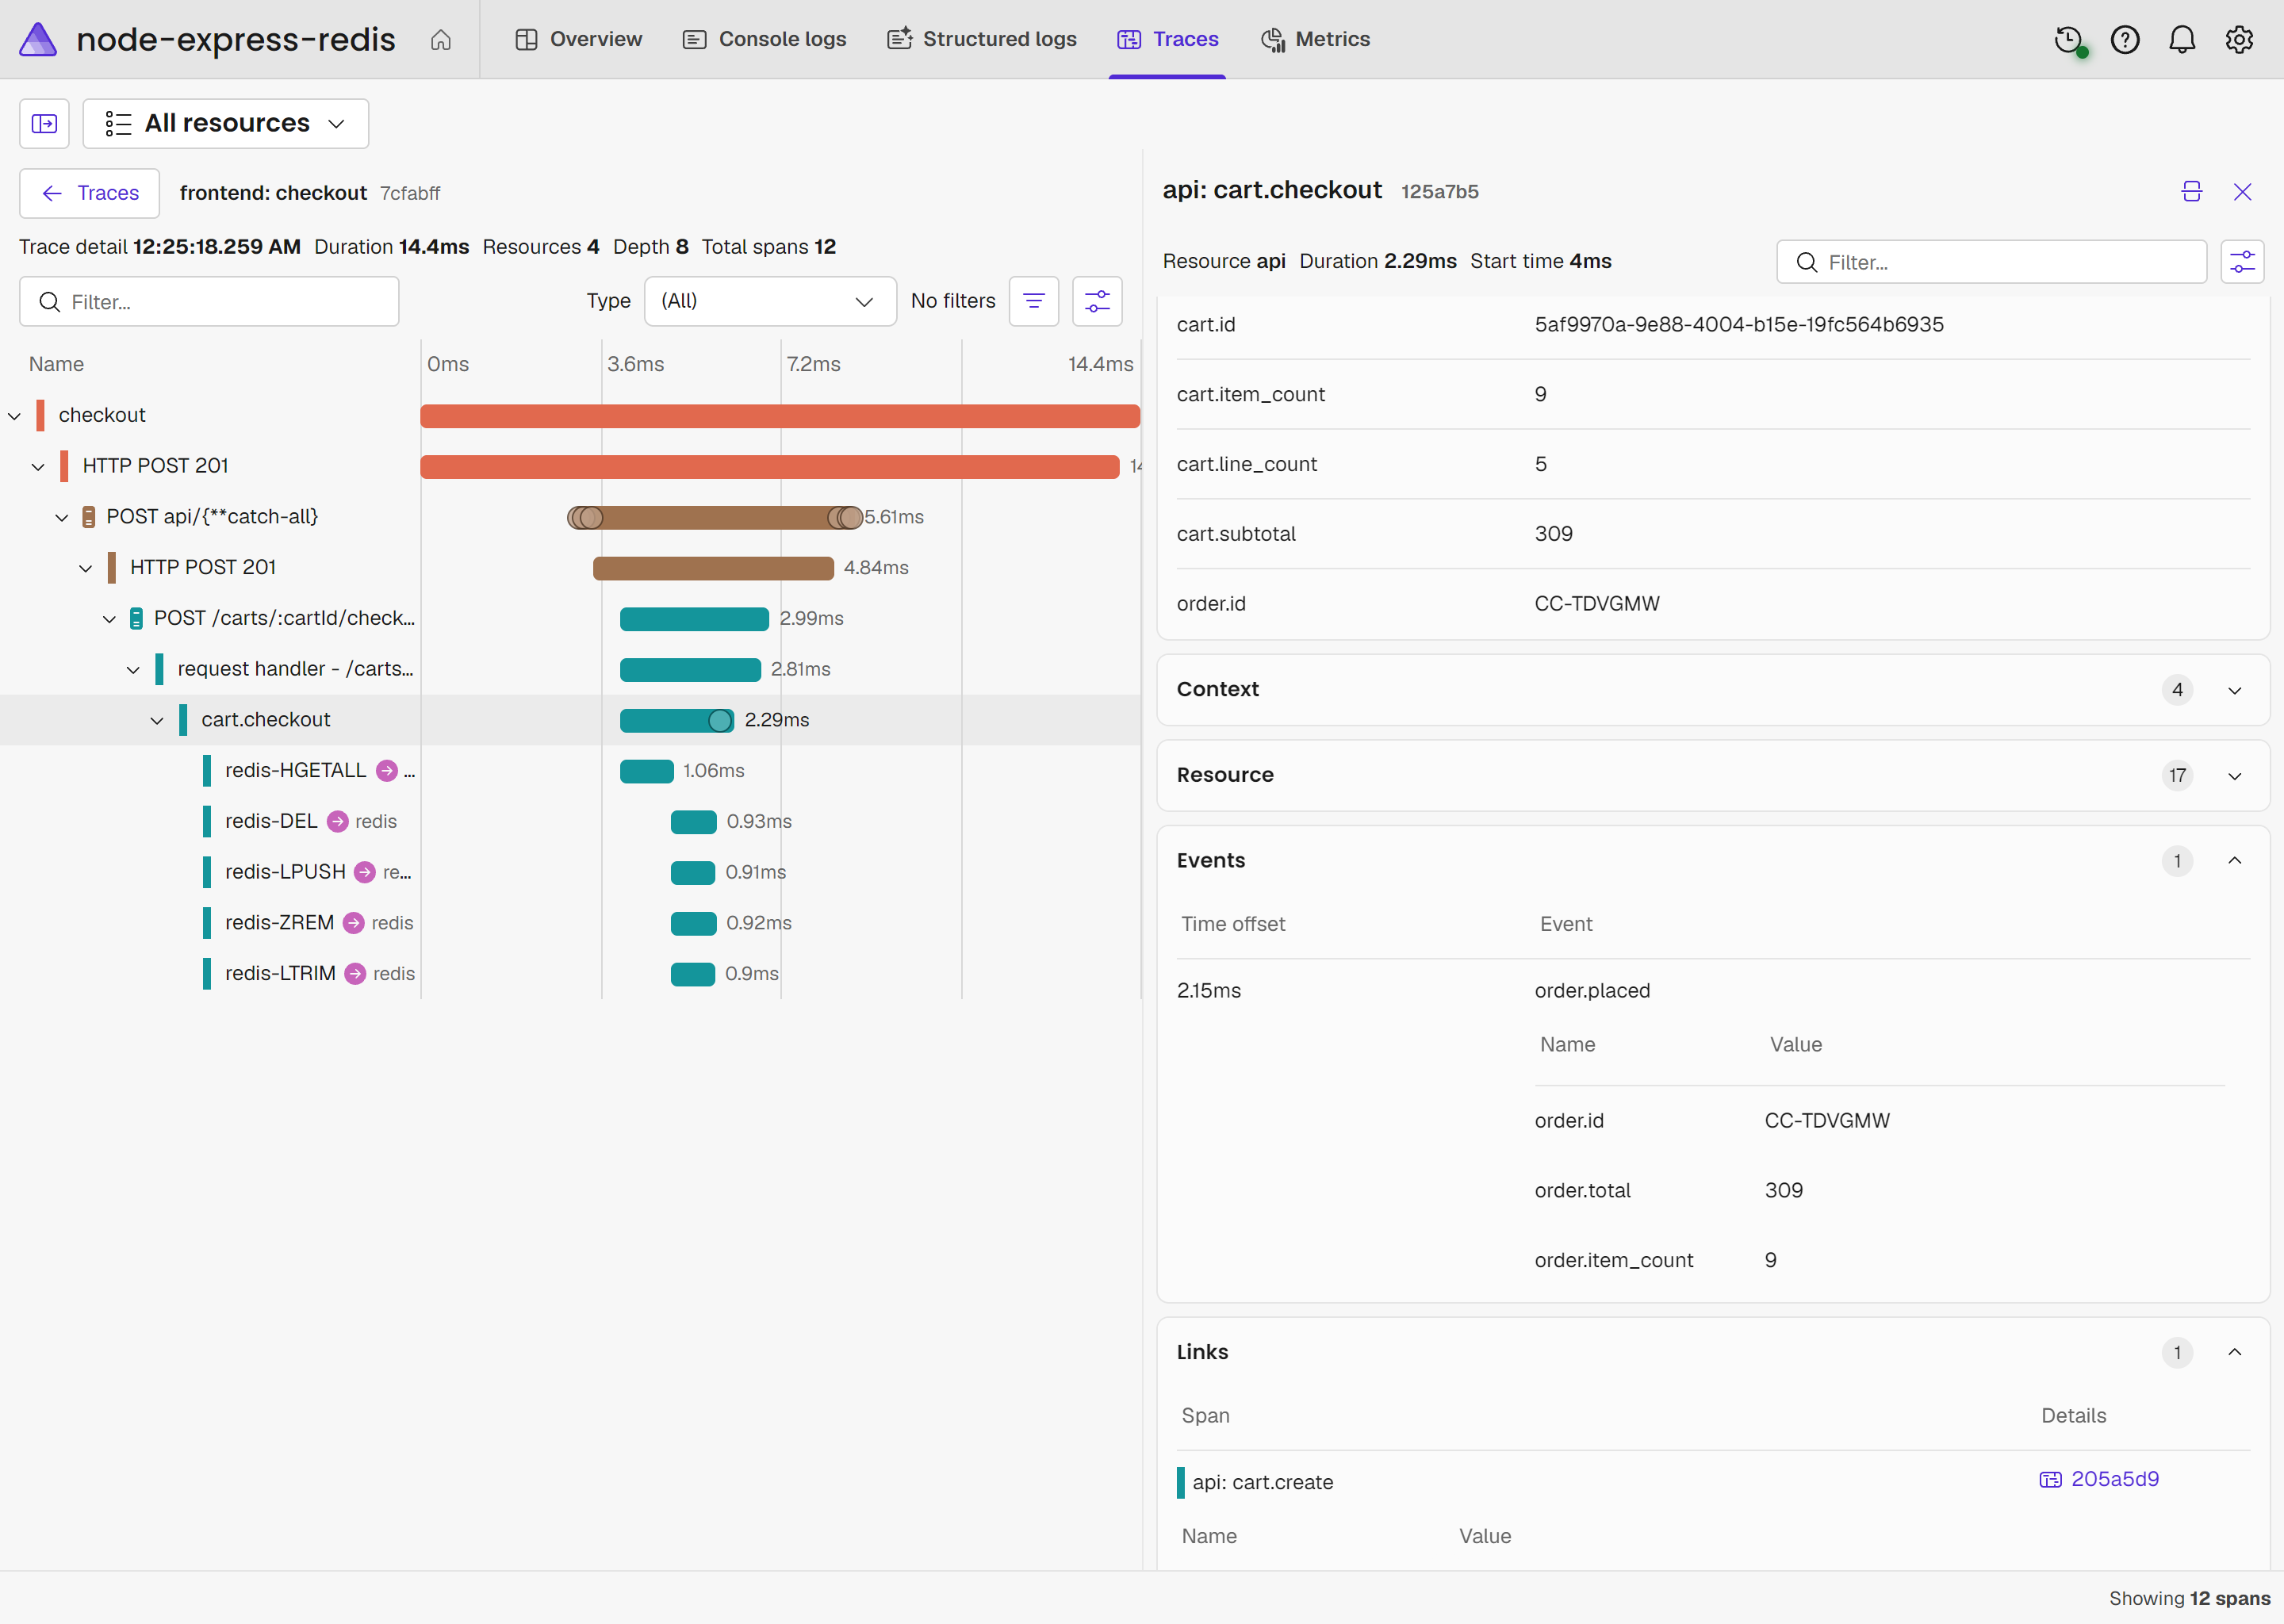 node-express-redis
Overview
Console logs
Structured logs
Traces
Metrics
All resources
Traces
frontend: checkout 7cfabff
Trace detail 12:25:18.259 AM Duration 14.4ms Resources 4 Depth 8 Total spans 12
Filter...
Type (All) No filters
Name 0ms 3.6ms 7.2ms 14.4ms
checkout
HTTP POST 201 14
POST api/{**catch-all} 5.61ms
HTTP POST 201 4.84ms
POST /carts/:cartId/check... 2.99ms
request handler - /carts... 2.81ms
cart.checkout 2.29ms
redis-HGETALL ... 1.06ms
redis-DEL redis 0.93ms
redis-LPUSH re... 0.91ms
redis-ZREM redis 0.92ms
redis-LTRIM redis 0.9ms
api: cart.checkout 125a7b5
Resource api Duration 2.29ms Start time 4ms
Filter...
cart.id 5af9970a-9e88-4004-b15e-19fc564b6935
cart.item_count 9
cart.line_count 5
cart.subtotal 309
order.id CC-TDVGMW
Context 4
Resource 17
Events 1
Time offset Event
2.15ms order.placed
Name Value
order.id CC-TDVGMW
order.total 309
order.item_count 9
Links 1
Span Details
api: cart.create 205a5d9
Name Value
Showing 12 spans